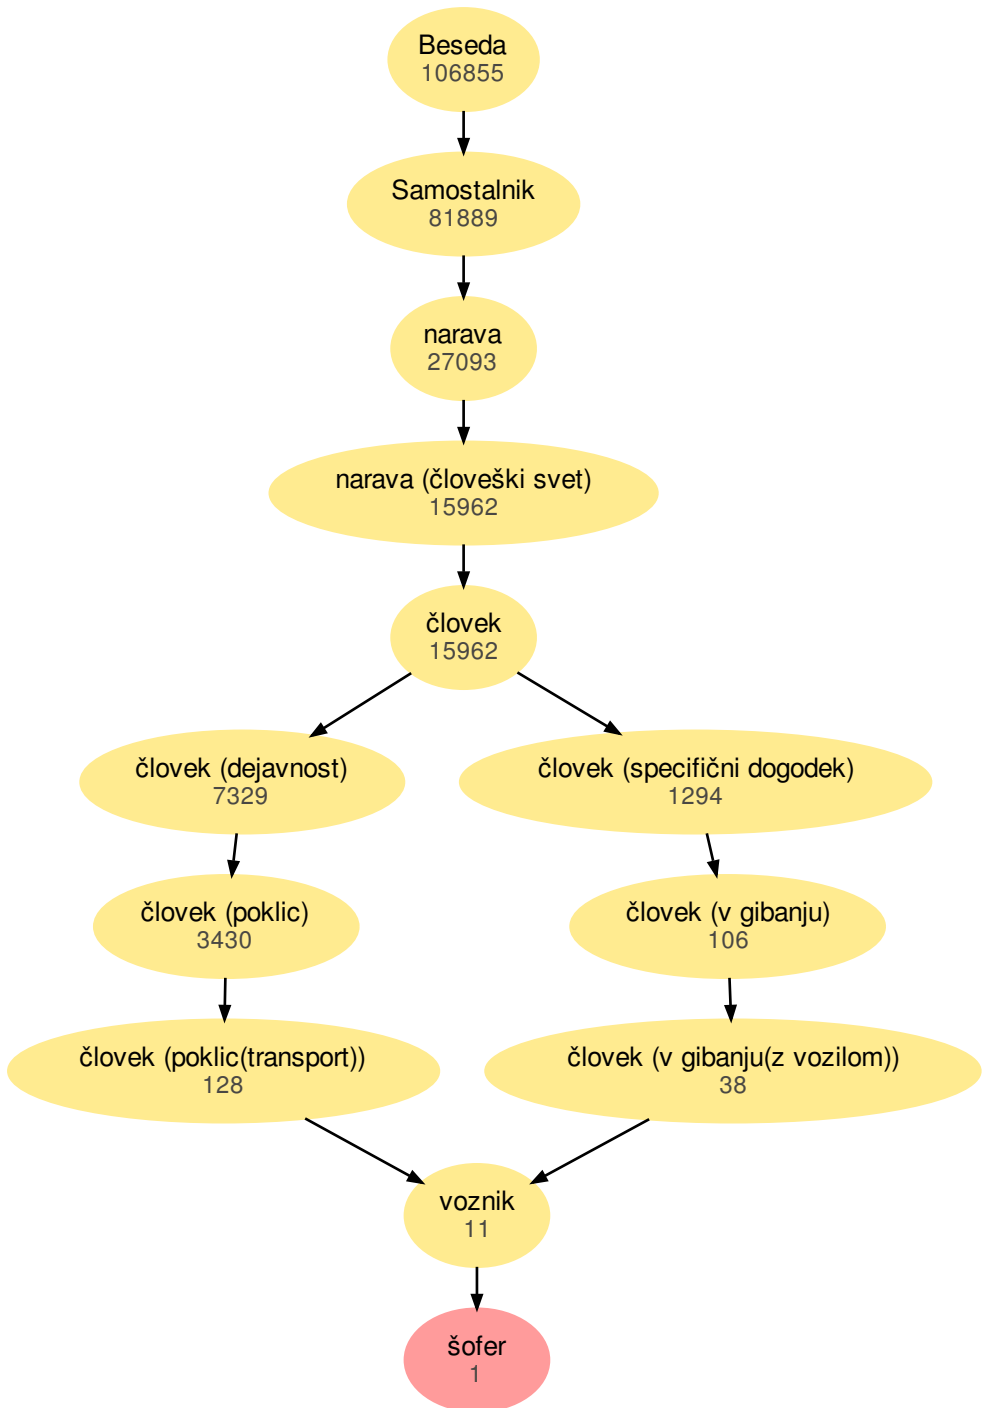 Beseda
106855
Samostalnik
81889
narava
27093
narava (človeški svet)
15962
človek
15962
človek (dejavnost)
7329
človek (specifični dogodek)
1294
človek (poklic)
3430
človek (v gibanju)
106
človek (poklic(transport))
128
človek (v gibanju(z vozilom))
38
voznik
11
šofer
1